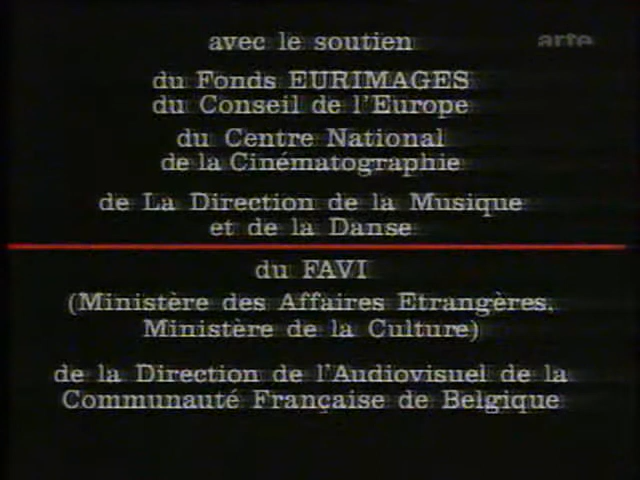 avec le soutien
arte
du Fonds EURIMAGES
du Conseil de l'Europe
du Centre National
de la Cinématographie
de La Direction de la Musique
et de la Danse
du FAVI
(Ministère des Affaires Etrangères.
Ministère de la Culture)
de la Direction de l'Audiovisuel de la
Communauté Française de Belgique